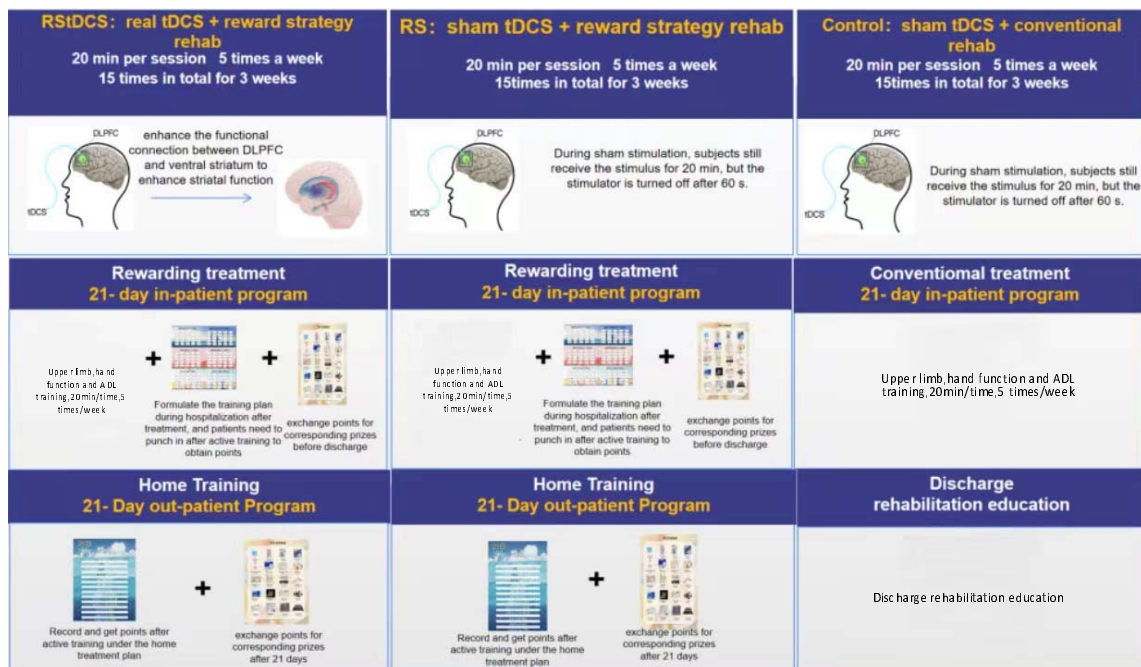 RStDCS: real tDCS + reward strategy
rehab
20 min per session 5 times a week
15 times in total for 3 weeks
RS: sham tDCS + reward strategy rehab
20 min per session 5 times a week
15times in total for 3 weeks
Control: sham tDCS + conventional
rehab
20 min per session 5 times a week
15 times in total for 3 weeks
DLPFC
tDCS
enhance the functional
connection between DLPFC
and ventral striatum to
enhance striatal function
DLPFC
tDCS
During sham stimulation, subjects still
receive the stimulus for 20 min, but the
stimulator is turned off after 60 s.
DLPFC
tDCS
During sham stimulation, subjects still
receive the stimulus for 20 min, but the
stimulator is turned off after 60 s.
Rewarding treatment
21- day in-patient program
Rewarding treatment
21- day in-patient program
Conventiomal treatment
21- day in-patient program
Upper limb,hand
function and ADL
training,20min/time,5
times/week
+
Formulate the training plan
during hospitalization after
treatment, and patients need to
punch in after active training to
obtain points
+
exchange points for
corresponding prizes
before discharge
Upper limb,hand
function and ADL
training,20min/time,5
times/week
+
Formulate the training plan
during hospitalization after
treatment, and patients need to
punch in after active training to
obtain points
+
exchange points for
corresponding prizes
before discharge
Upper limb,hand function and ADL
training,20min/time,5 times/week
Home Training
21- Day out-patient Program
Home Training
21- Day out-patient Program
Discharge
rehabilitation education
Record and get points after
active training under the home
treatment plan
+
exchange points for
corresponding prizes
after 21 days
Record and get points after
active training under the home
treatment plan
+
exchange points for
corresponding prizes
after 21 days
Discharge rehabilitation education